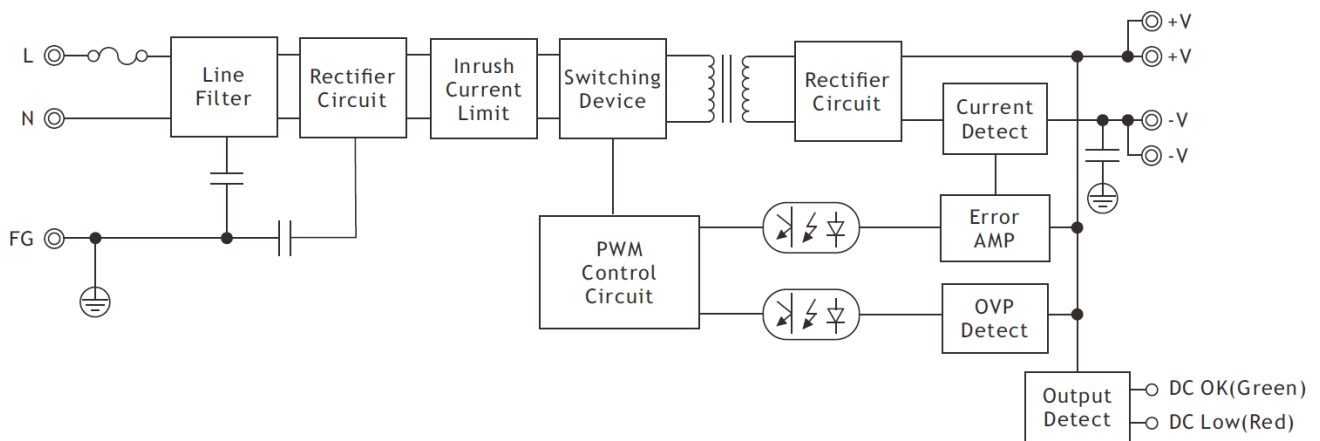 L
N
FG
Line
Filter
Rectifier
Circuit
Inrush
Current
Limit
Switching
Device
Rectifier
Circuit
Current
Detect
+V
+V
-V
-V
PWM
Control
Circuit
Error
AMP
OVP
Detect
Output
Detect
DC OK(Green)
DC Low(Red)